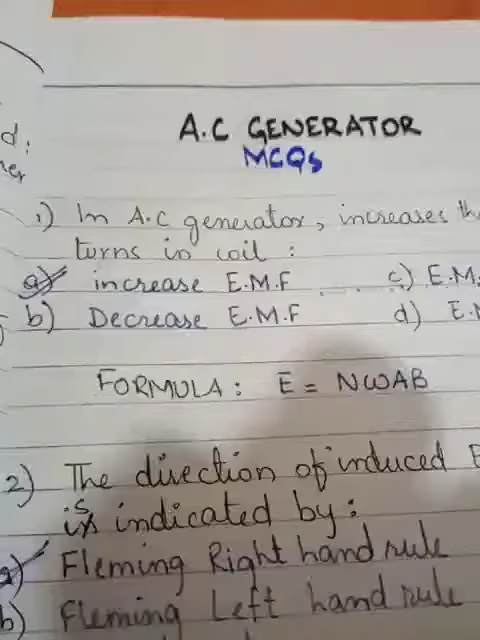 d:
A.C GENERATOR
MCQs
1) In A.C generator, increases the
turns in coil :
a) increase E.M.F .... c) E.M.
b) Decrease E.M.F d) E.
FORMULA : E = NWAB
2) The direction of induced E
is indicated by :
a) Fleming Right hand rule
b) Fleming Left hand rule